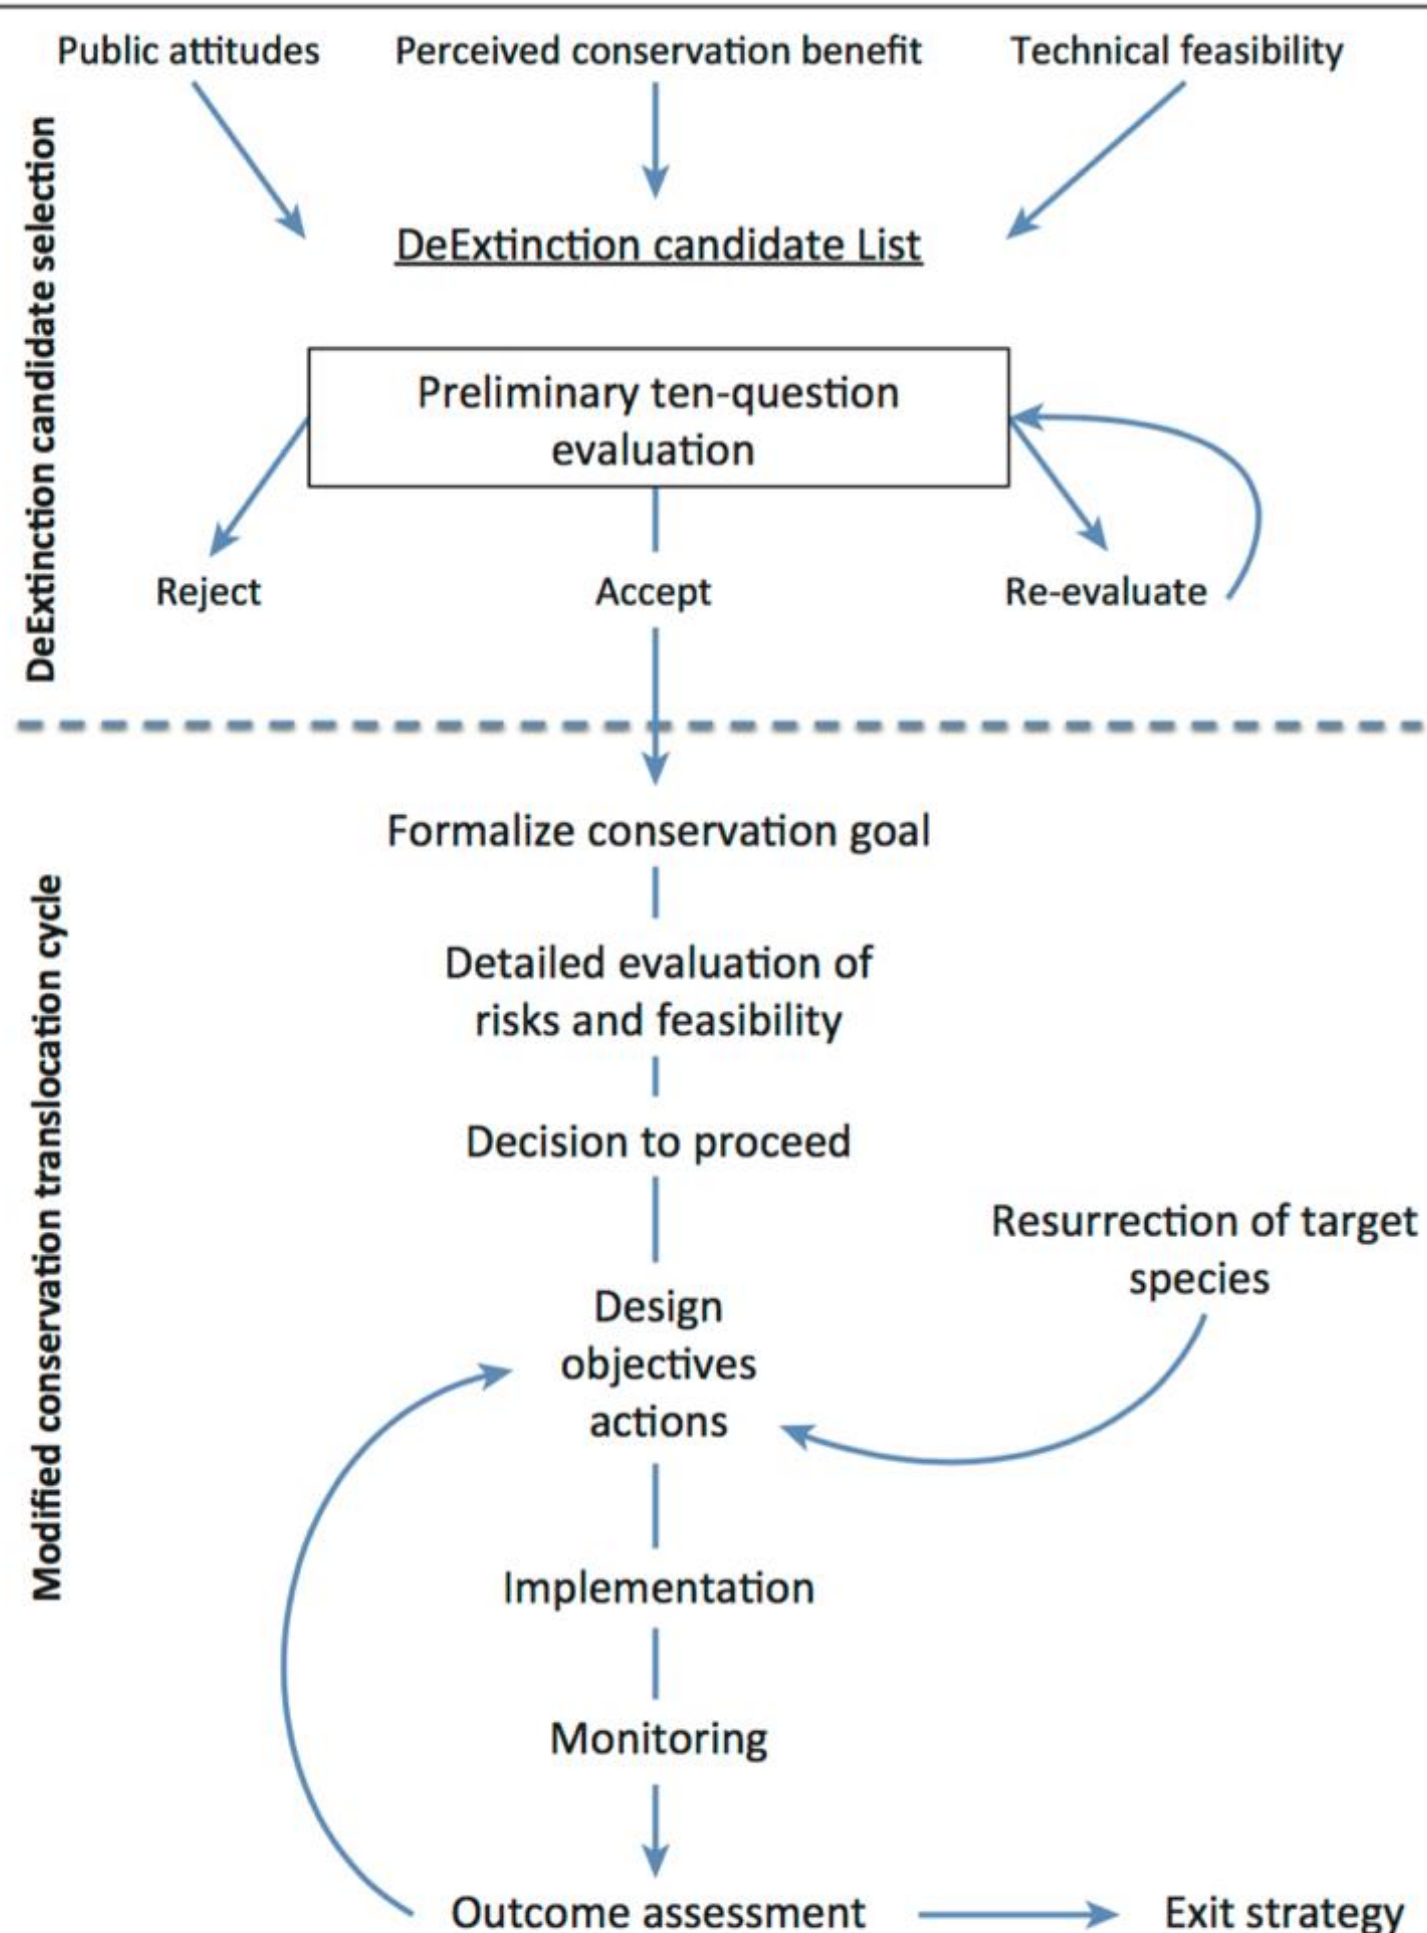 Public attitudes
Perceived conservation benefit
Technical feasibility
DeExtinction candidate selection
DeExtinction candidate List
Preliminary ten-question
evaluation
Reject
Accept
Re-evaluate
Modified conservation translocation cycle
Formalize conservation goal
Detailed evaluation of
risks and feasibility
Decision to proceed
Resurrection of target
species
Design
objectives
actions
Implementation
Monitoring
Outcome assessment
Exit strategy